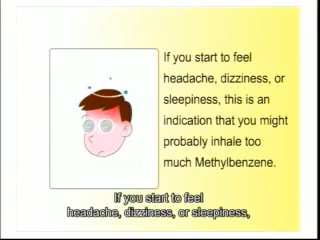 If you start to feel
headache, dizziness, or
sleepiness, this is an
indication that you might
probably inhale too
much Methylbenzene.
If you start to feel
headache, dizziness, or sleepiness,